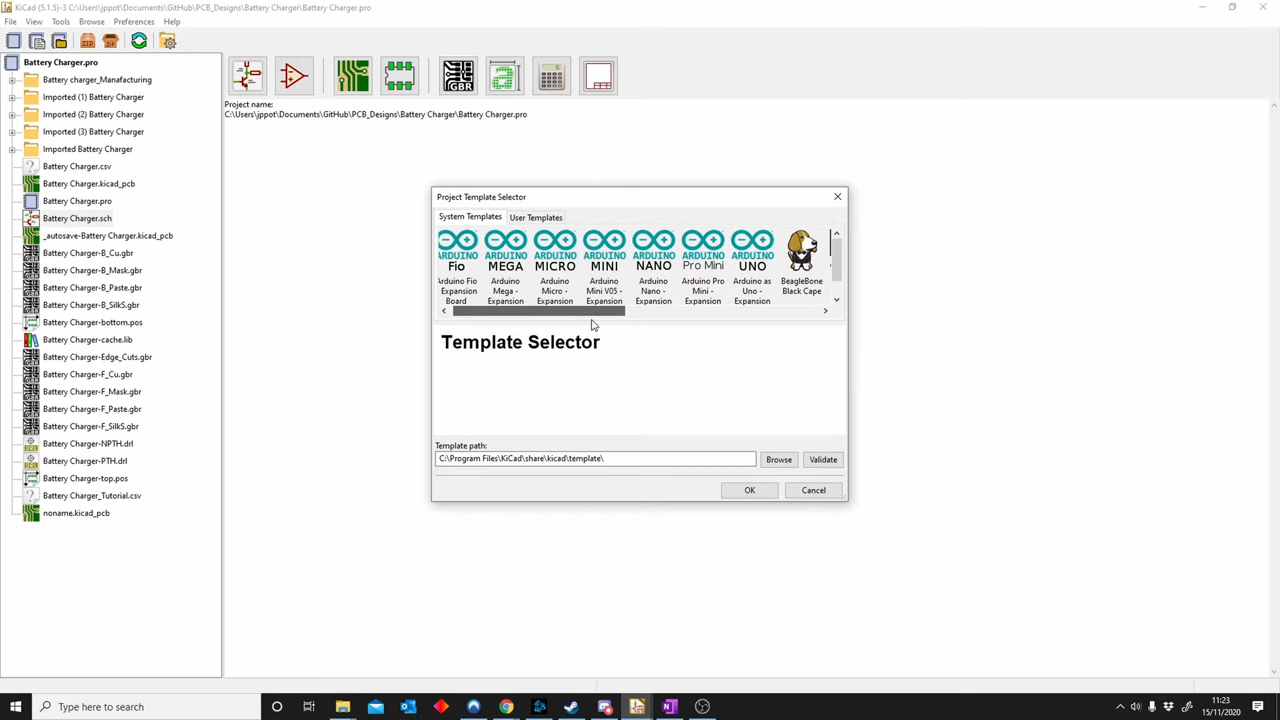 KiCad (5.1.5)-3 C:\Users\jppot\Documents\GitHub\PCB_Designs\Battery Charger\Battery Charger.pro
File View Tools Browse Preferences Help
ZIP ZIP
GBR
Battery Charger.pro
Battery charger_Manafacturing
Imported (1) Battery Charger
Imported (2) Battery Charger
Imported (3) Battery Charger
Imported Battery Charger
Battery Charger.csv
Battery Charger.kicad_pcb
Battery Charger.pro
Battery Charger.sch
_autosave-Battery Charger.kicad_pcb
Battery Charger-B_Cu.gbr
Battery Charger-B_Mask.gbr
Battery Charger-B_Paste.gbr
Battery Charger-B_SilkS.gbr
Battery Charger-bottom.pos
Battery Charger-cache.lib
Battery Charger-Edge_Cuts.gbr
Battery Charger-F_Cu.gbr
Battery Charger-F_Mask.gbr
Battery Charger-F_Paste.gbr
Battery Charger-F_SilkS.gbr
Battery Charger-NPTH.drl
Battery Charger-PTH.drl
Battery Charger-top.pos
Battery Charger_Tutorial.csv
noname.kicad_pcb
Project name:
C:\Users\jppot\Documents\GitHub\PCB_Designs\Battery Charger\Battery Charger.pro
Project Template Selector
System Templates User Templates
ARDUINO ARDUINO ARDUINO ARDUINO ARDUINO ARDUINO ARDUINO
Fio MEGA MICRO MINI NANO Pro Mini UNO
Arduino Fio Arduino Arduino Arduino Arduino Arduino Pro Arduino as BeagleBone
Expansion Mega - Micro - Mini V05 - Nano - Mini - Uno - Black Cape
Board Expansion Expansion Expansion Expansion Expansion Expansion
Template Selector
Template path:
C:\Program Files\KiCad\share\kicad\template\
Browse Validate
OK Cancel
Type here to search
11:23
15/11/2020